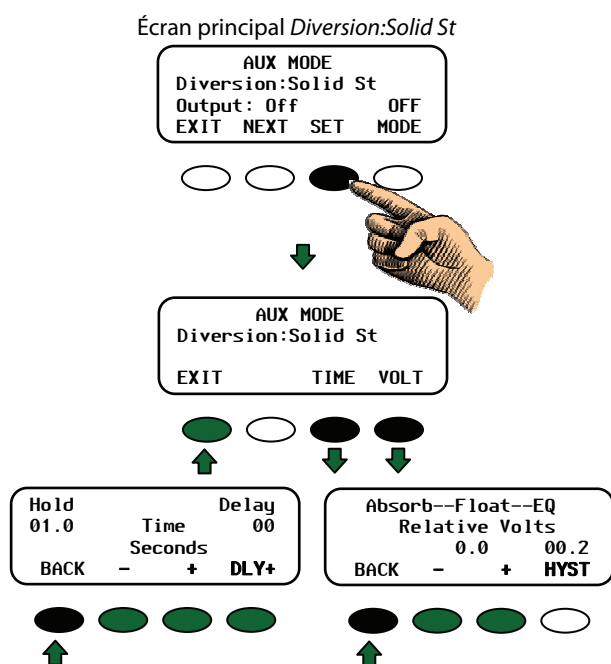 Écran principal Diversion:Solid St
AUX MODE
Diversion:Solid St
Output: Off OFF
EXIT NEXT SET MODE
AUX MODE
Diversion:Solid St
EXIT TIME VOLT
Hold Delay
01.0 Time 00
Seconds
BACK - + DLY+
Absorb--Float--EQ
Relative Volts
0.0 00.2
BACK - + HYST